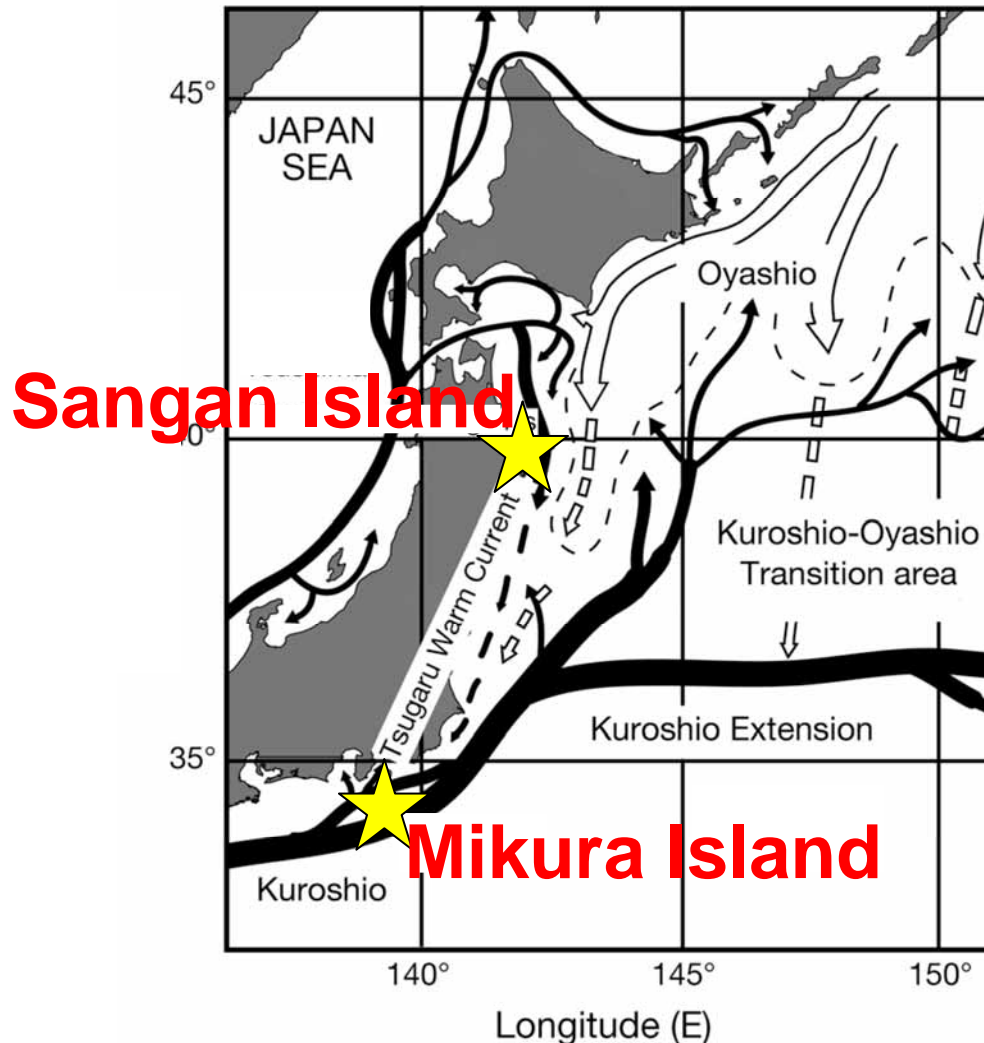 45°
JAPAN
SEA
Oyashio
Sangan Island
s
40°
Kuroshio-Oyashio
Transition area
Tsugaru Warm Current
Kuroshio Extension
35°
Mikura Island
Kuroshio
140°
145°
150°
Longitude (E)